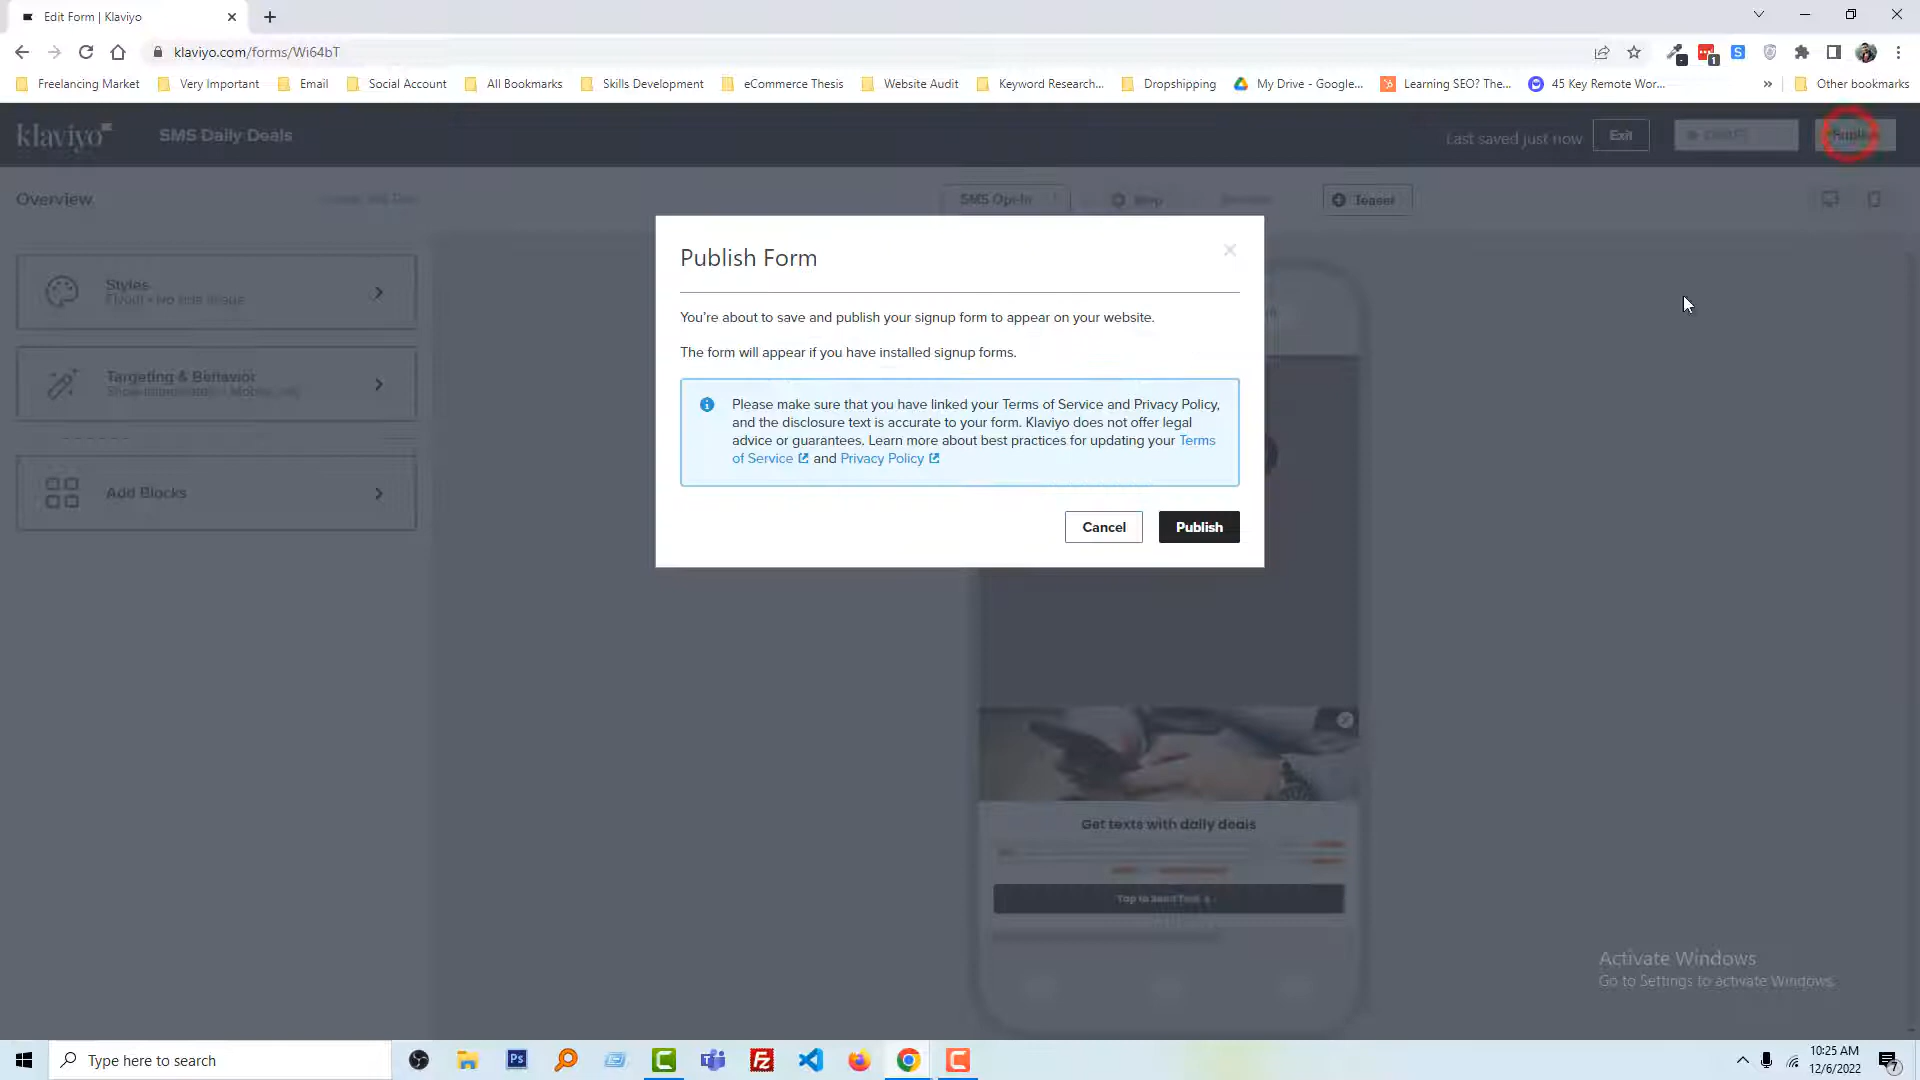 Edit Form | Klaviyo
klaviyo.com/forms/Wi64bT
1
S
Freelancing Market
Very Important
Email
Social Account
All Bookmarks
Skills Development
eCommerce Thesis
Website Audit
Keyword Research...
Dropshipping
My Drive - Google...
Learning SEO? The...
45 Key Remote Wor...
»
Other bookmarks
klaviyo
SMS Daily Deals
Last saved just now
Exit
Publish
Overview
SMS Opt-In
Teaser
Styles
Flyout • No side image
Targeting & Behavior
Add Blocks
Publish Form
You're about to save and publish your signup form to appear on your website.
The form will appear if you have installed signup forms.
Please make sure that you have linked your Terms of Service and Privacy Policy,
and the disclosure text is accurate to your form. Klaviyo does not offer legal
advice or guarantees. Learn more about best practices for updating your Terms
of Service and Privacy Policy
Cancel
Publish
Get texts with daily deals
Activate Windows
Go to Settings to activate Windows.
Type here to search
Ps
10:25 AM
12/6/2022
7